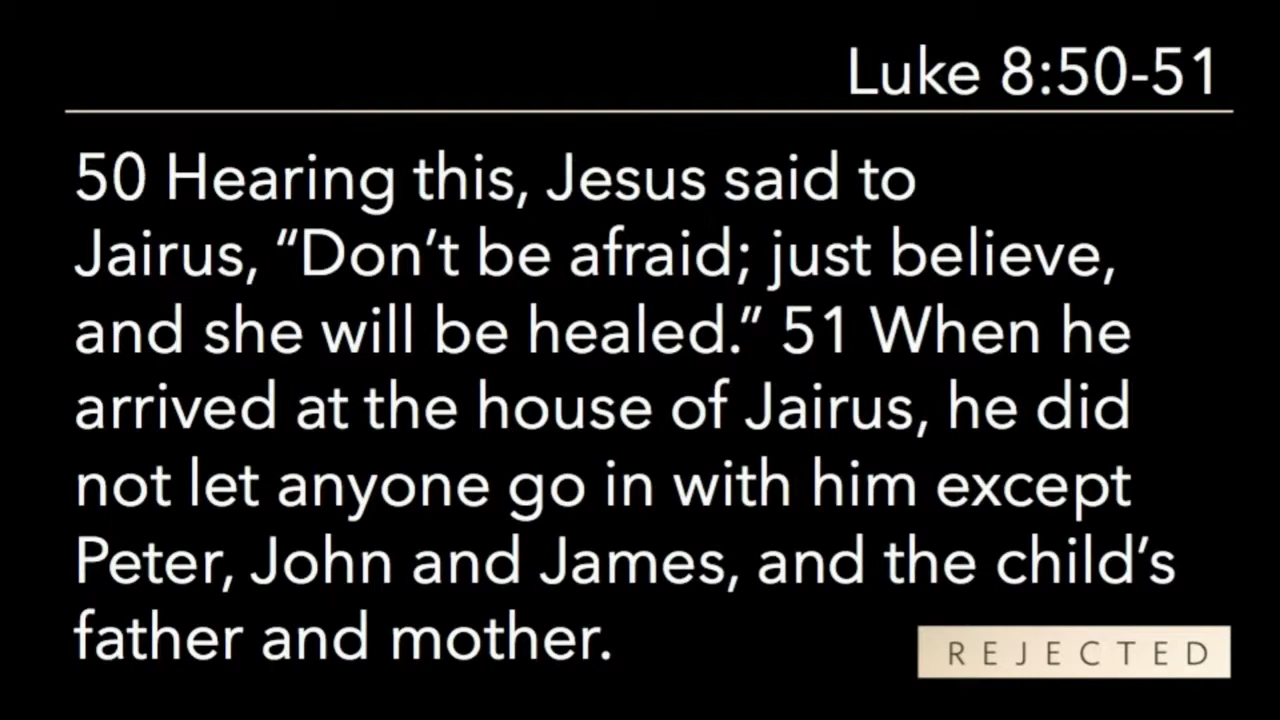 Luke 8:50-51
50 Hearing this, Jesus said to
Jairus, “Don’t be afraid; just believe,
and she will be healed.” 51 When he
arrived at the house of Jairus, he did
not let anyone go in with him except
Peter, John and James, and the child’s
father and mother.
REJECTED